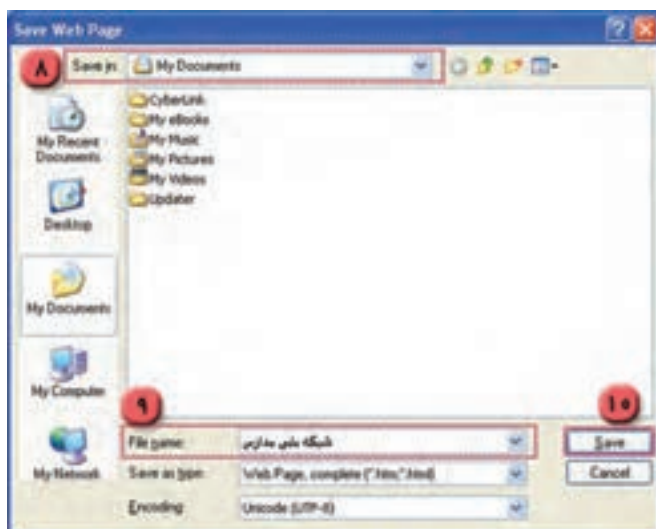 Save Web Page
۸
Save in: My Documents
My Recent Documents
Desktop
My Documents
My Computer
My Network
CyberLink
My eBooks
My Music
My Pictures
My Videos
Updater
۹
File name: شبکه ملی مدارس
۱۰
Save
Save as type: Web Page, complete (*.htm;*.html)
Cancel
Encoding: Unicode (UTF-8)